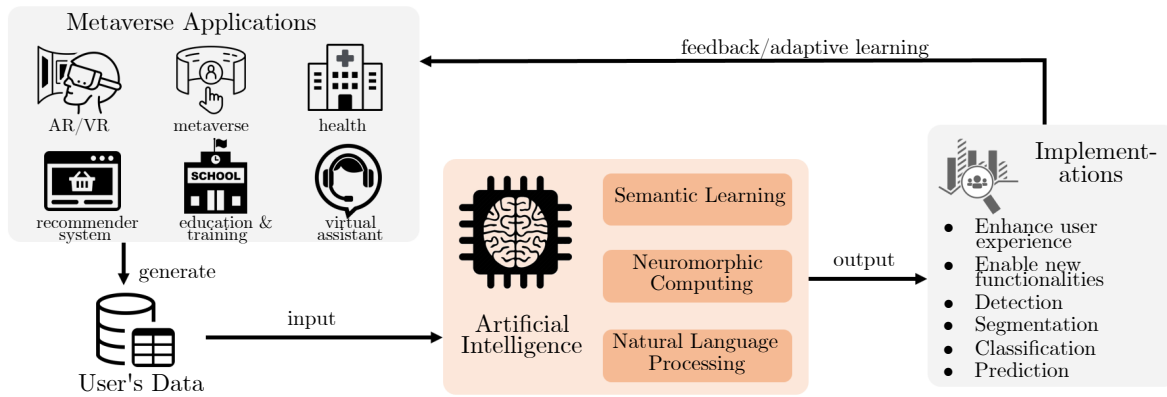 Metaverse Applications
AR/VR
metaverse
health
SCHOOL
recommender
system
education &
training
virtual
assistant
generate
User's Data
input
Artificial
Intelligence
Semantic Learning
Neuromorphic
Computing
Natural Language
Processing
output
feedback/adaptive learning
Implement-
ations
● Enhance user
experience
● Enable new
functionalities
● Detection
● Segmentation
● Classification
● Prediction